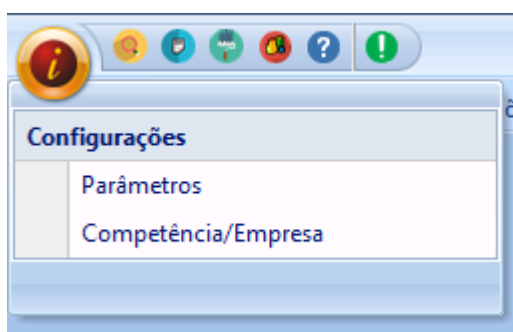 i
? !
Configurações
Parâmetros
Competência/Empresa